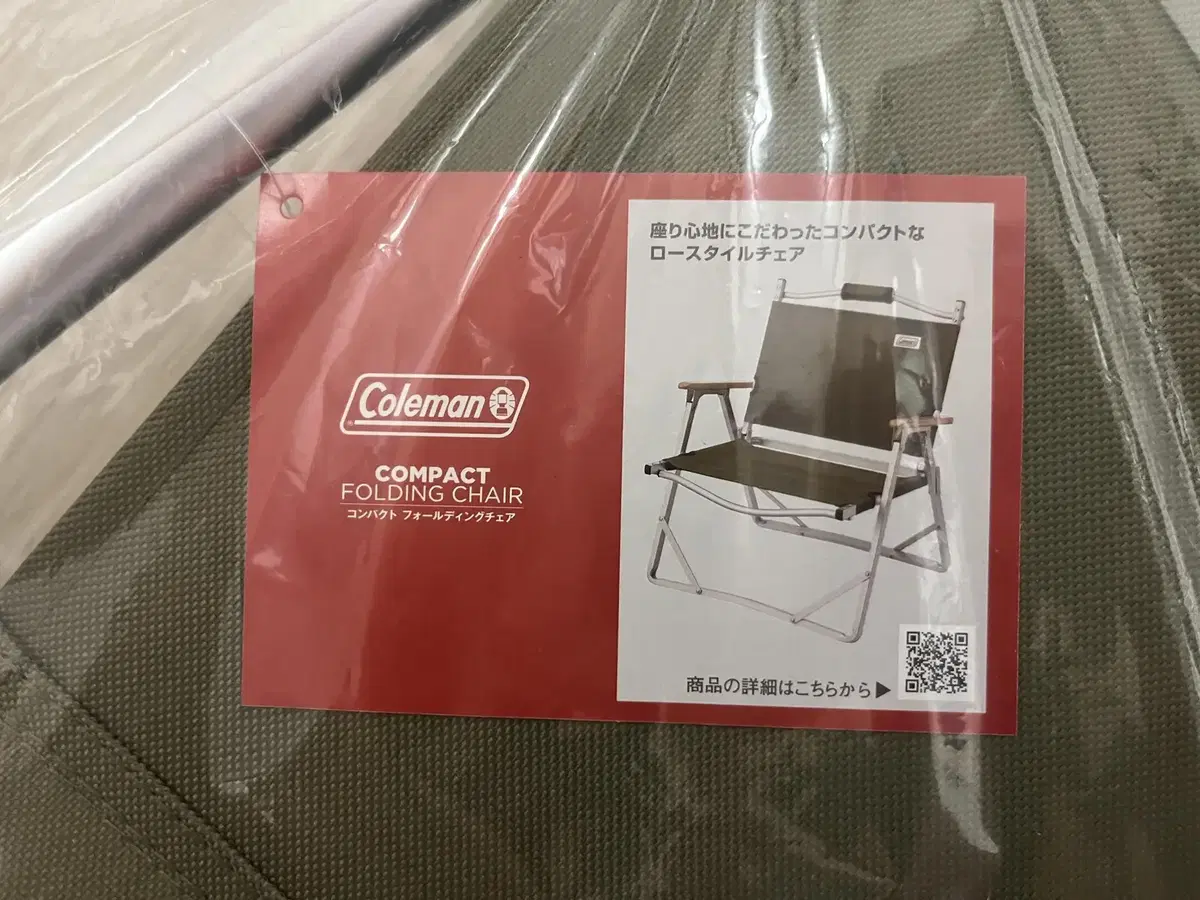 Coleman
COMPACT
FOLDING CHAIR
コンパクト フォールディングチェア
座り心地にこだわったコンパクトな
ロースタイルチェア
商品の詳細はこちらから▶